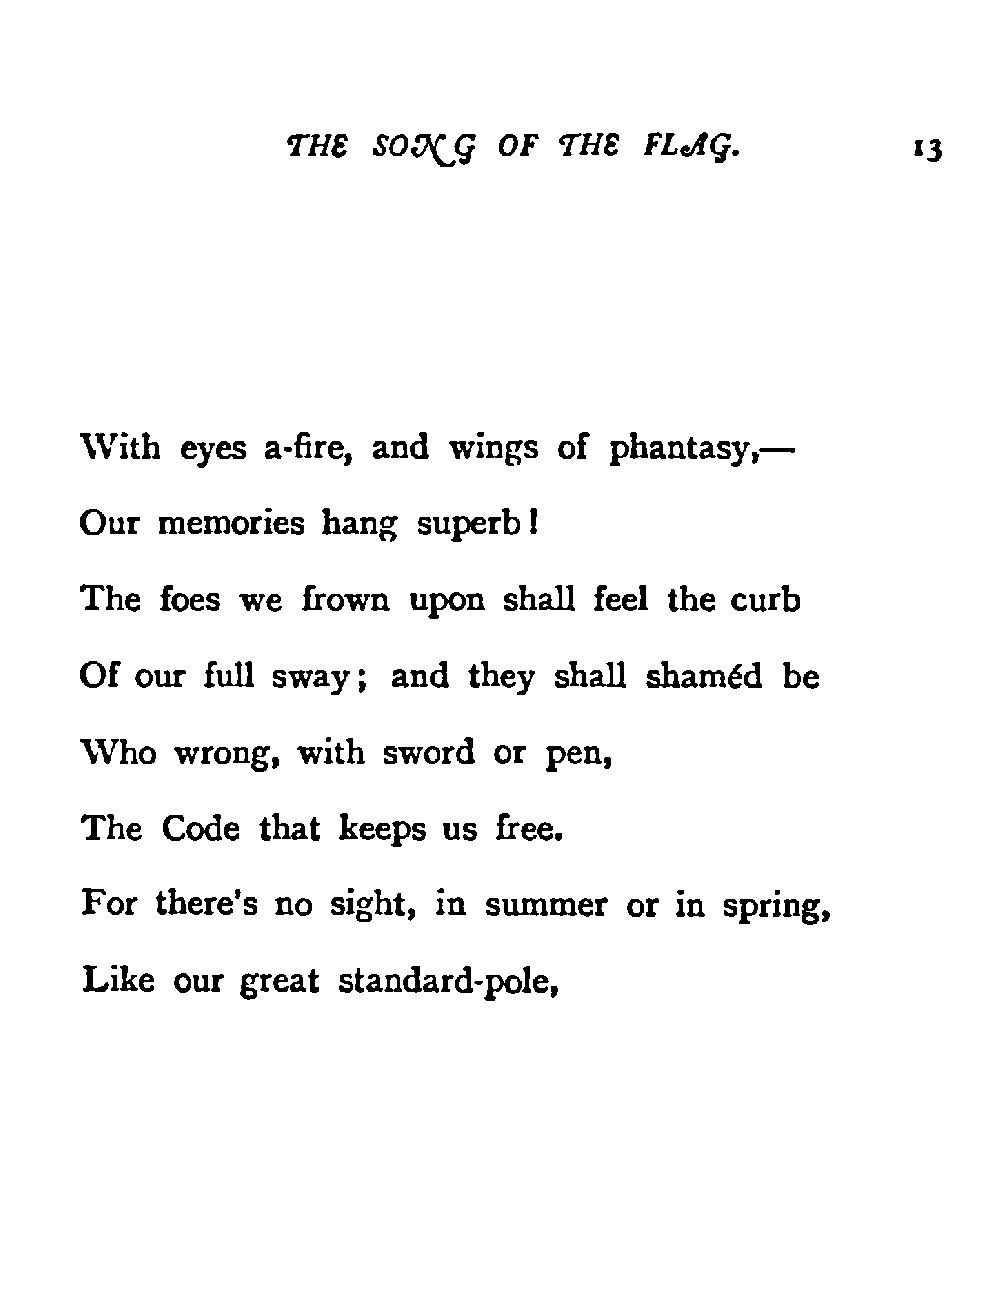 THE SONG OF THE FLAG. 13
With eyes a-fire, and wings of phantasy,—
Our memories hang superb!
The foes we frown upon shall feel the curb
Of our full sway; and they shall shaméd be
Who wrong, with sword or pen,
The Code that keeps us free.
For there's no sight, in summer or in spring,
Like our great standard-pole,